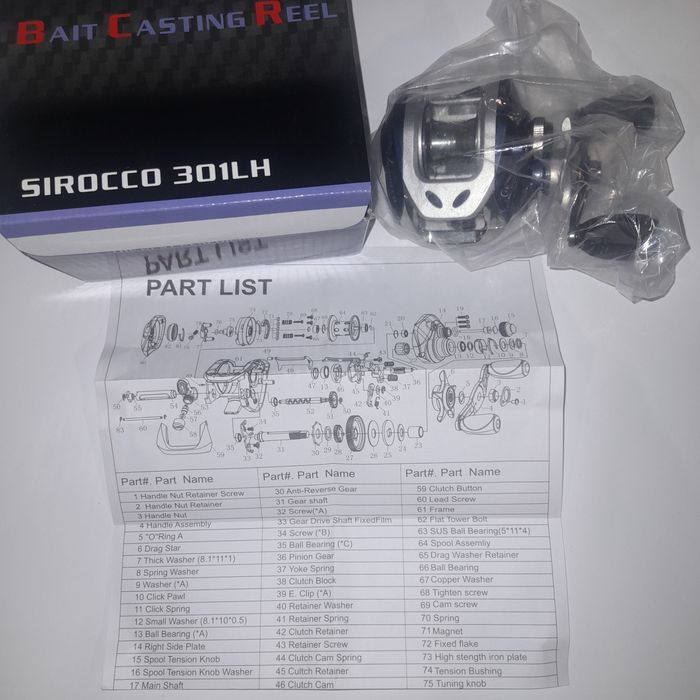 BAIT CASTING REEL
SIROCCO 301LH
PART LIST
PART LIST
Part#. Part Name
1 Handle Nut Retainer Screw
2 Handle Nut Retainer
3 Handle Nut
4 Handle Assembly
5 "O"Ring A
6 Drag Star
7 Thick Washer (8.1*11*1)
8 Spring Washer
9 Washer (*A)
10 Click Pawl
11 Click Spring
12 Small Washer (8.1*10*0.5)
13 Ball Bearing (*A)
14 Right Side Plate
15 Spool Tension Knob
16 Spool Tension Knob Washer
17 Main Shaft
Part#. Part Name
30 Anti-Reverse Gear
31 Gear shaft
32 Screw(*A)
33 Gear Drive Shaft FixedFilm
34 Screw (*B)
35 Ball Bearing (*C)
36 Pinion Gear
37 Yoke Spring
38 Clutch Block
39 E. Clip (*A)
40 Retainer Washer
41 Retainer Spring
42 Clutch Retainer
43 Retainer Screw
44 Clutch Cam Spring
45 Cultch Retainer
46 Clutch Cam
Part#. Part Name
59 Clutch Button
60 Lead Screw
61 Frame
62 Flat Tower Bolt
63 SUS Ball Bearing(5*11*4)
64 Spool Assemliy
65 Drag Washer Retainer
66 Ball Bearing
67 Copper Washer
68 Tighten screw
69 Cam screw
70 Spring
71 Magnet
72 Fixed flake
73 High stength iron plate
74 Tension Bushing
75 Tuning knob